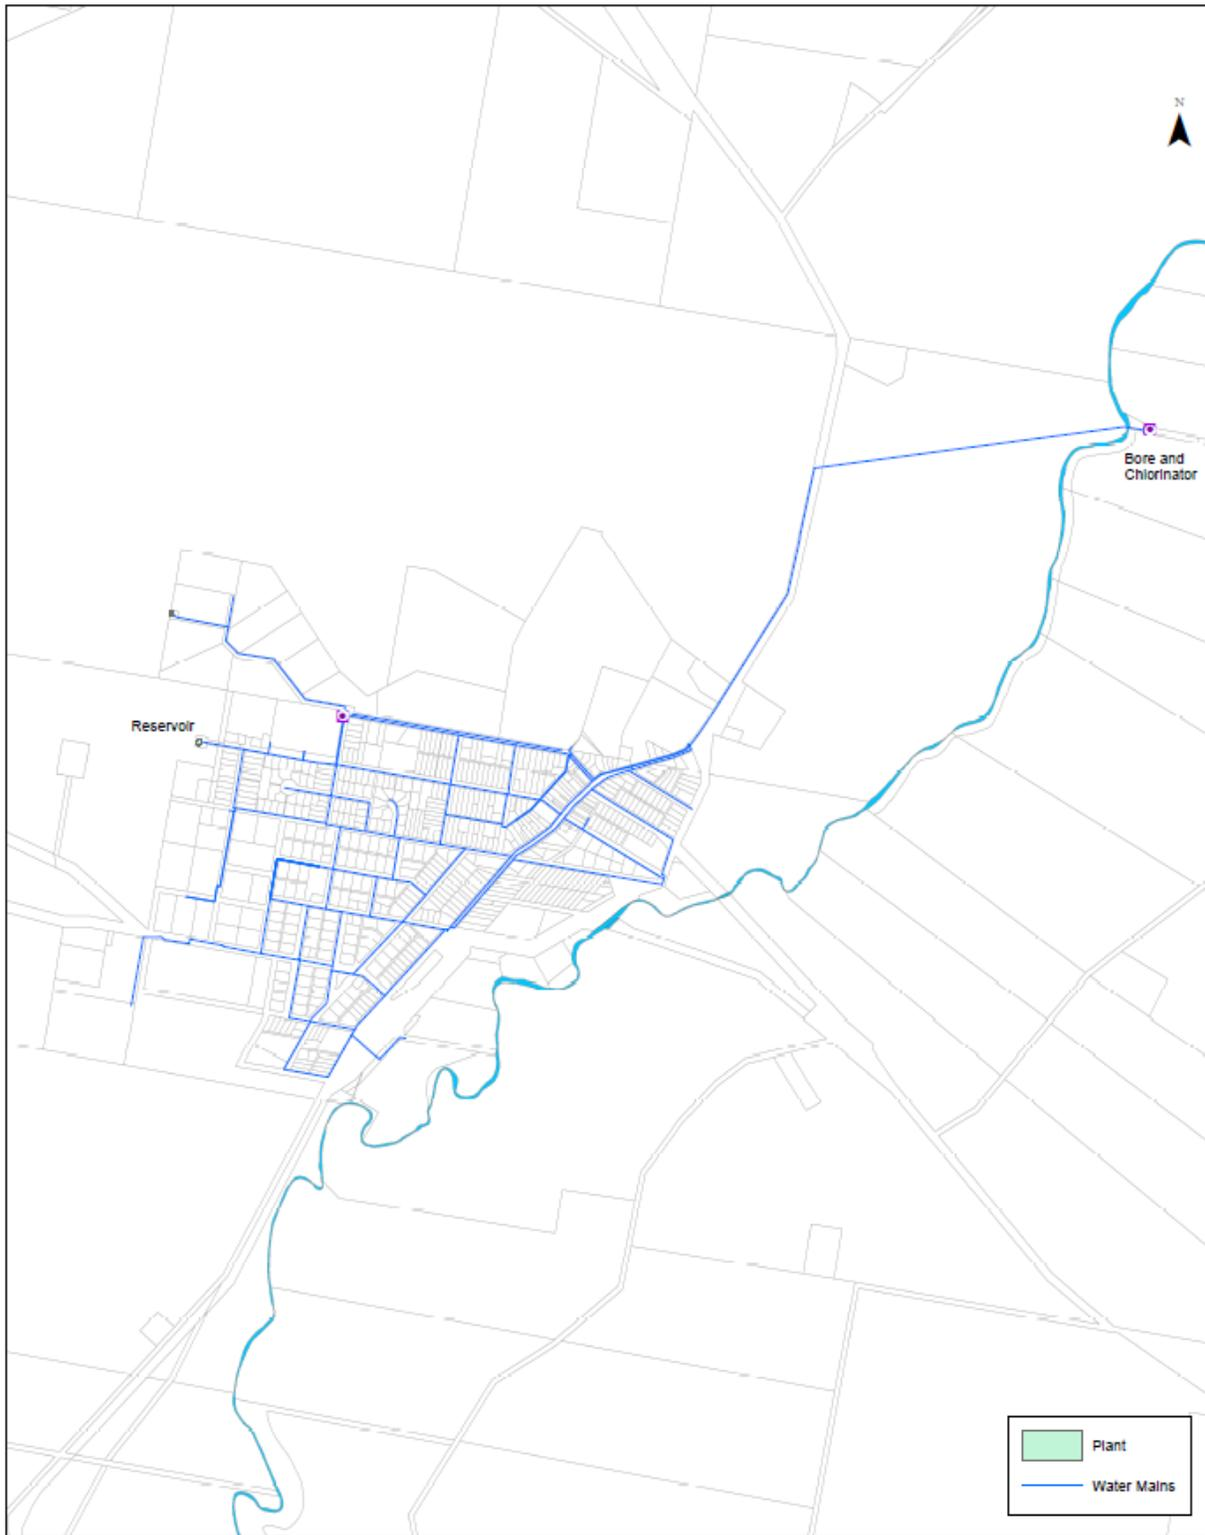 N
Bore and
Chlorinator
Reservoir
Plant
Water Mains